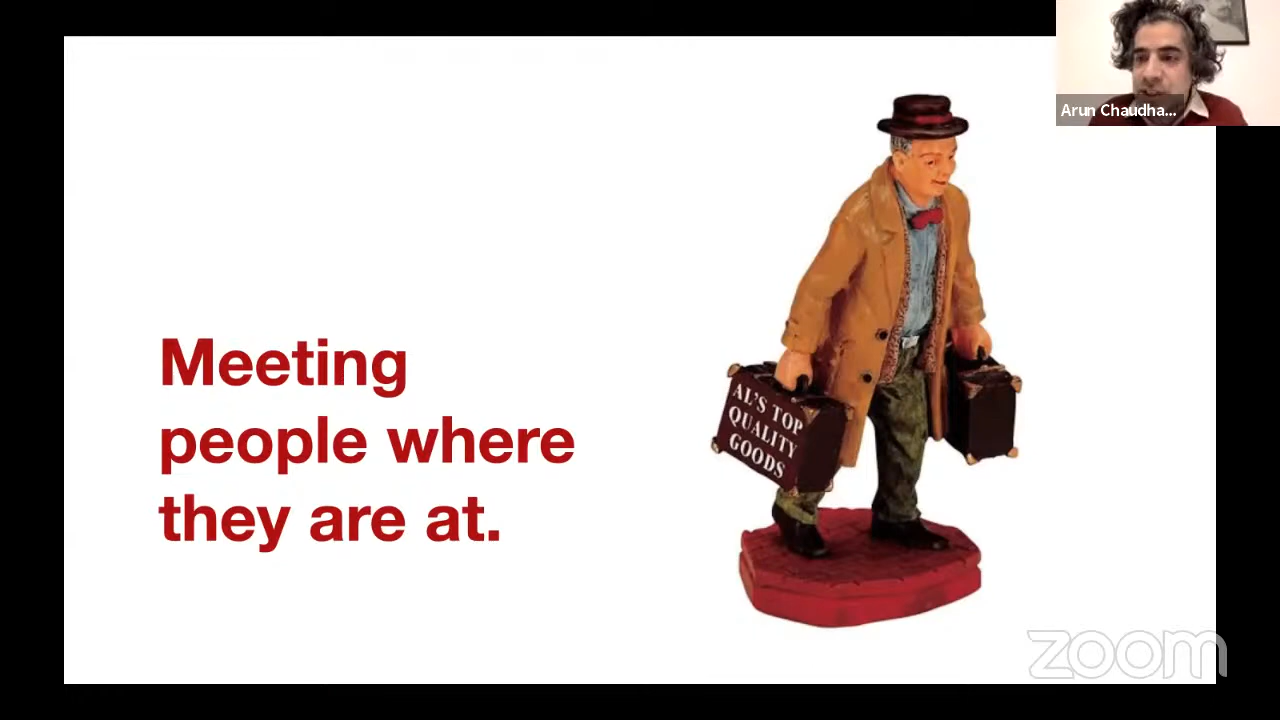 Arun Chaudha...
Meeting
people where
they are at.
AL'S TOP
QUALITY
GOODS
zoom